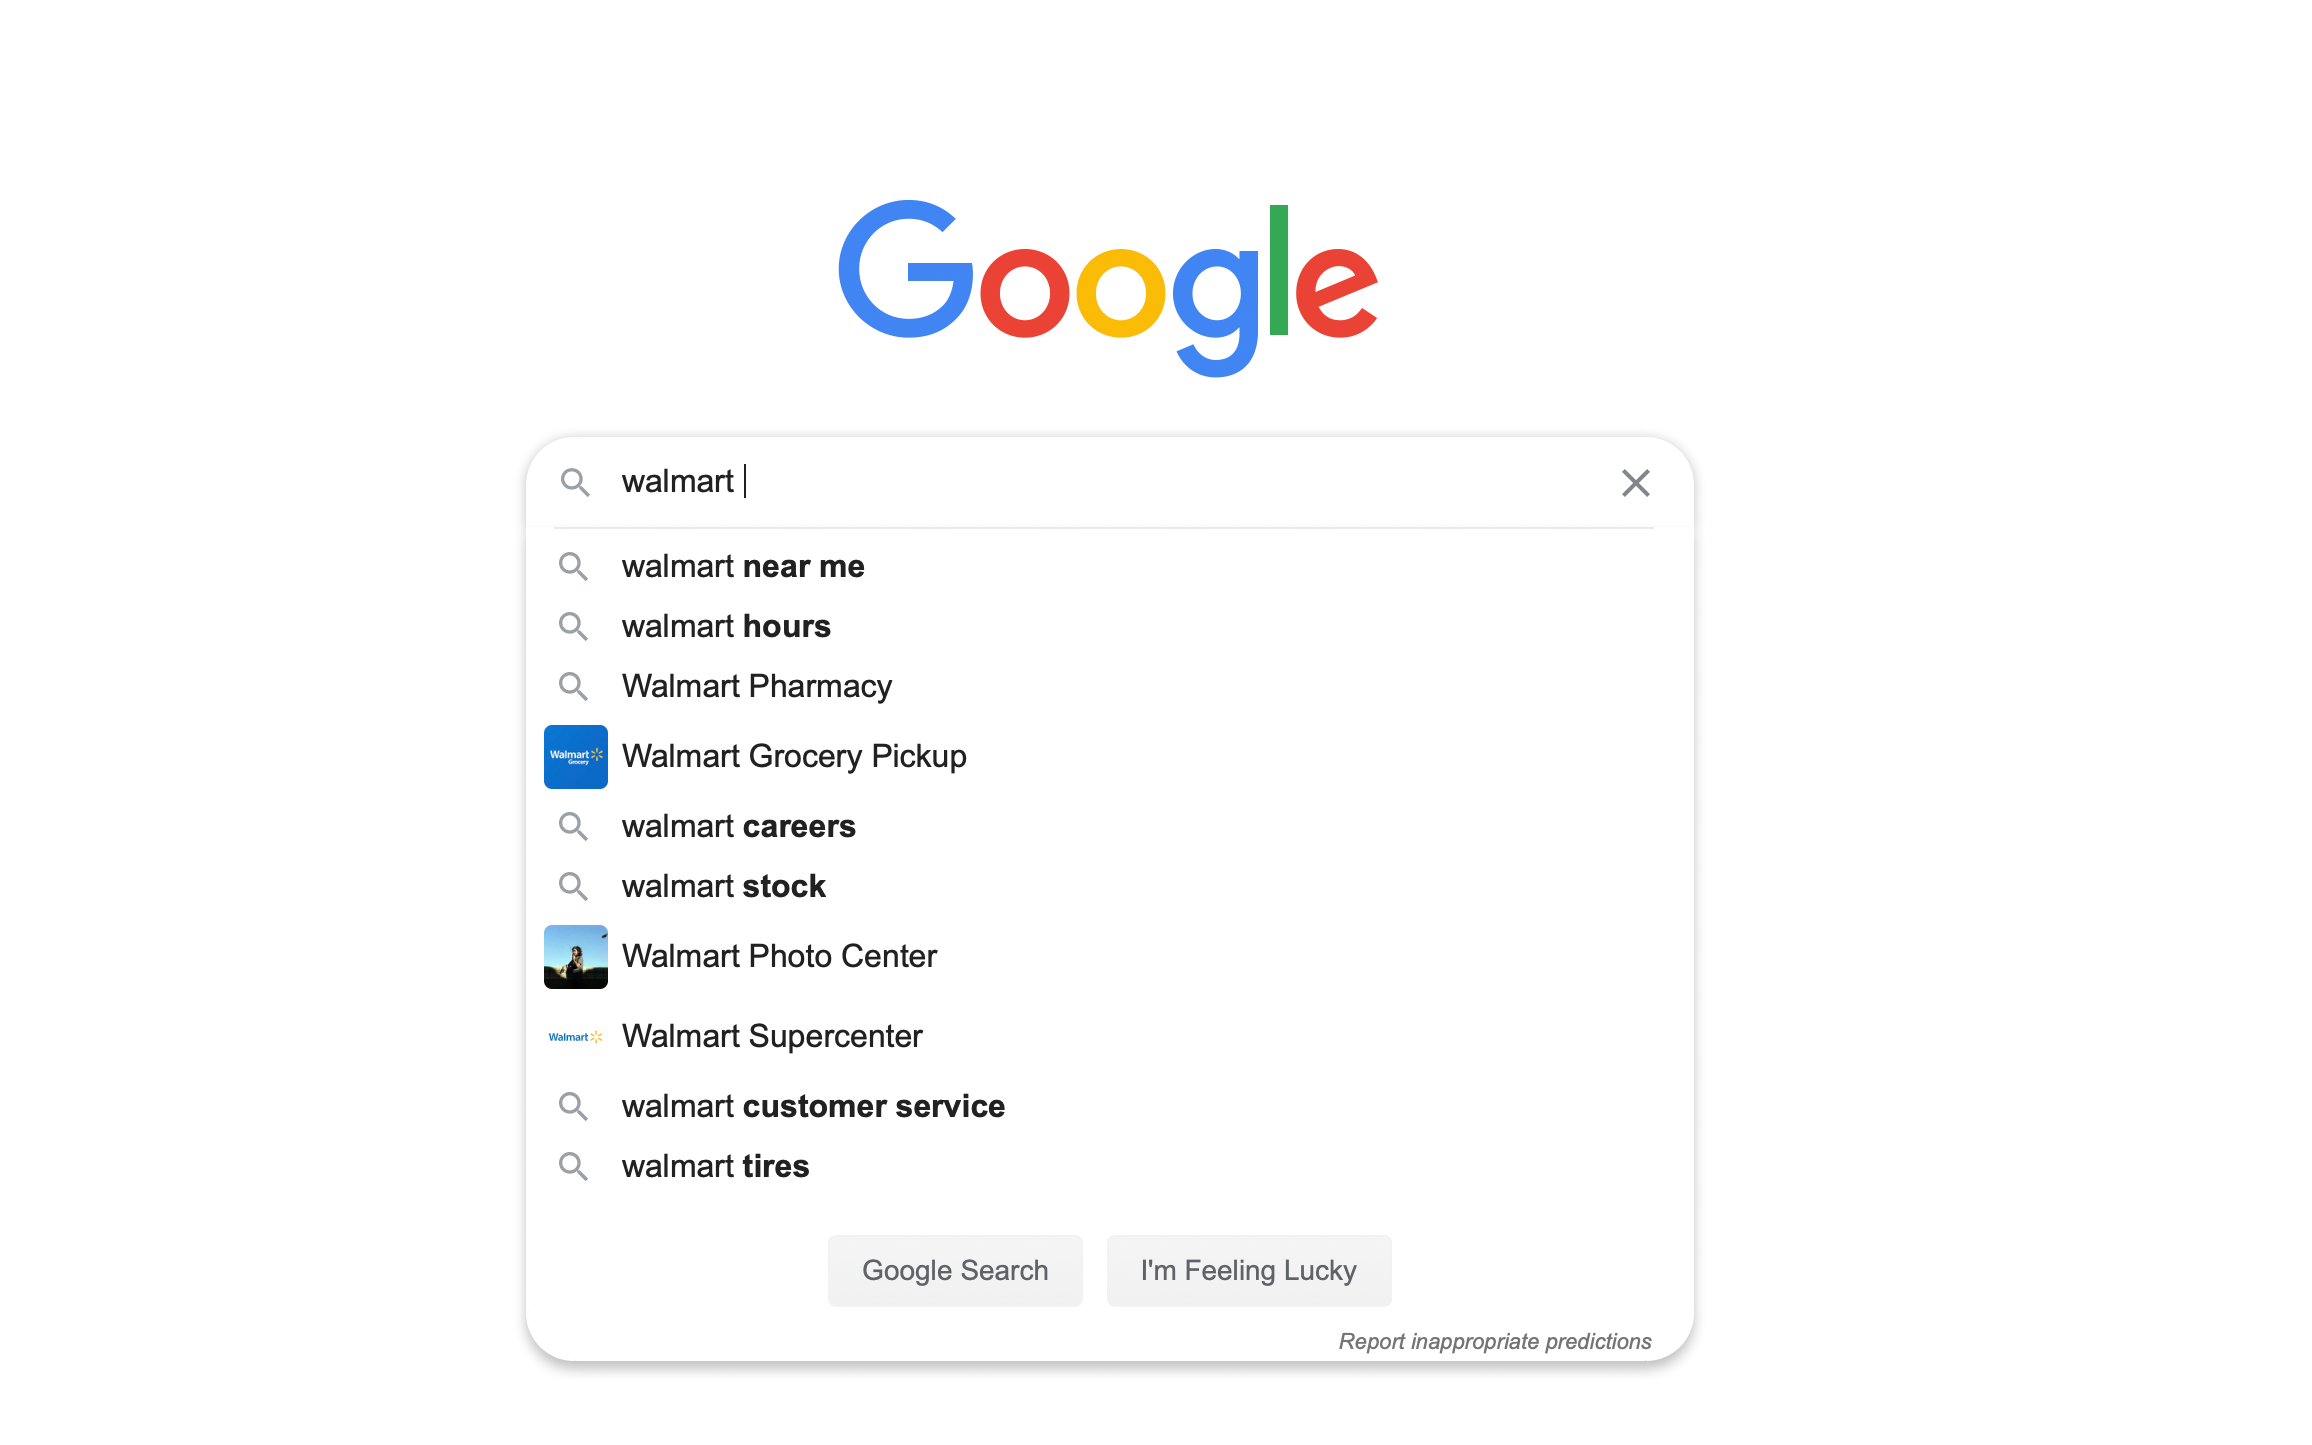 Google
walmart
walmart near me
walmart hours
Walmart Pharmacy
Walmart Grocery
Walmart Grocery Pickup
walmart careers
walmart stock
Walmart Photo Center
Walmart
Walmart Supercenter
walmart customer service
walmart tires
Google Search
I'm Feeling Lucky
Report inappropriate predictions